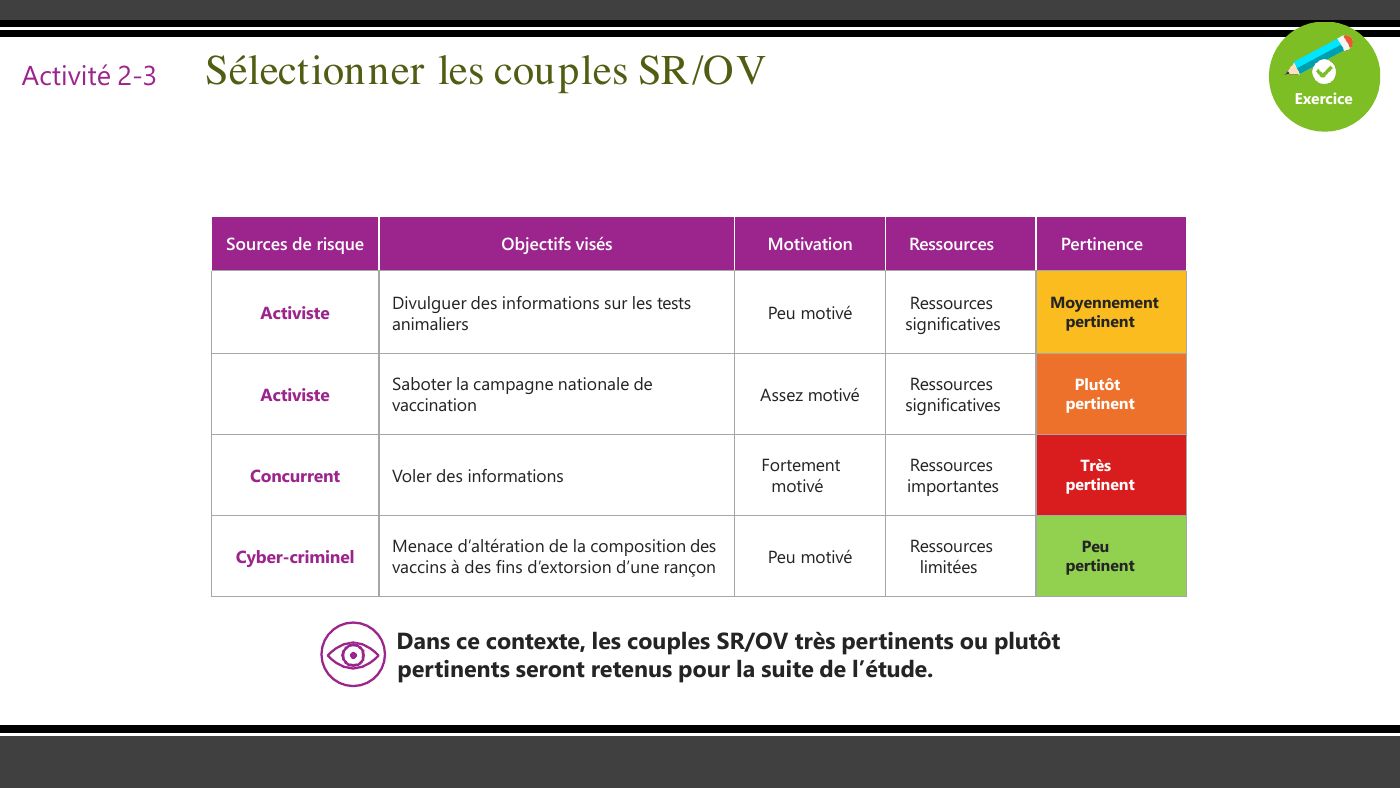 Activité 2-3
Sélectionner les couples SR/OV
Exercice
Sources de risque
Objectifs visés
Motivation
Ressources
Pertinence
Activiste
Divulguer des informations sur les tests
animaliers
Peu motivé
Ressources
significatives
Moyennement
pertinent
Activiste
Saboter la campagne nationale de
vaccination
Assez motivé
Ressources
significatives
Plutôt
pertinent
Concurrent
Voler des informations
Fortement
motivé
Ressources
importantes
Très
pertinent
Cyber-criminel
Menace d’altération de la composition des
vaccins à des fins d’extorsion d’une rançon
Peu motivé
Ressources
limitées
Peu
pertinent
Dans ce contexte, les couples SR/OV très pertinents ou plutôt
pertinents seront retenus pour la suite de l’étude.